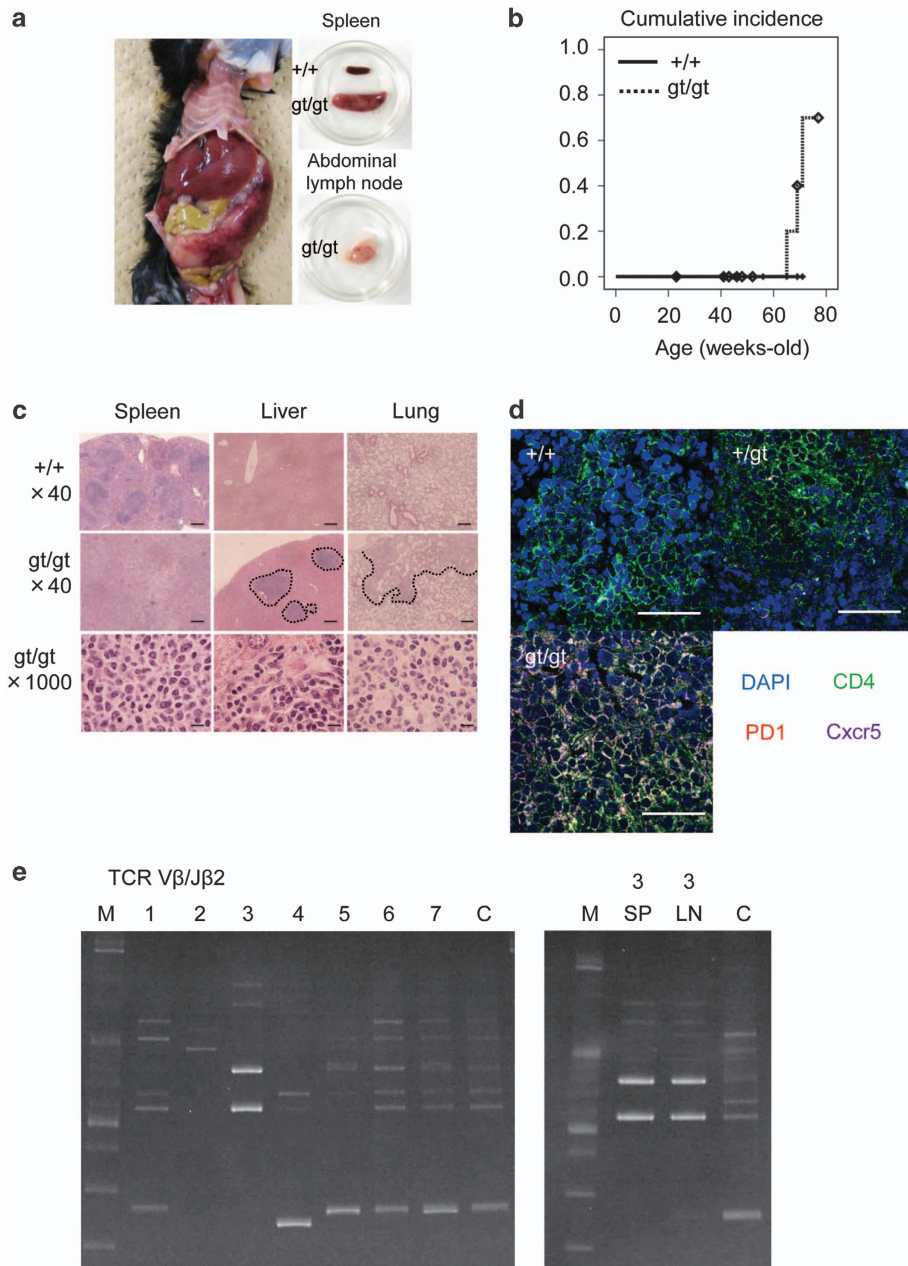 a
Spleen
+/+
gt/gt
Abdominal
lymph node
gt/gt
b
Cumulative incidence
1.0
0.8
0.6
0.4
0.2
0.0
+/+
gt/gt
0 20 40 60 80
Age (weeks-old)
c
Spleen Liver Lung
+/+
×40
gt/gt
×40
gt/gt
×1000
d
+/+
+/gt
gt/gt
DAPI CD4
PD1 Cxcr5
e
TCR Vβ/Jβ2
M 1 2 3 4 5 6 7 C
3 3
M SP LN C